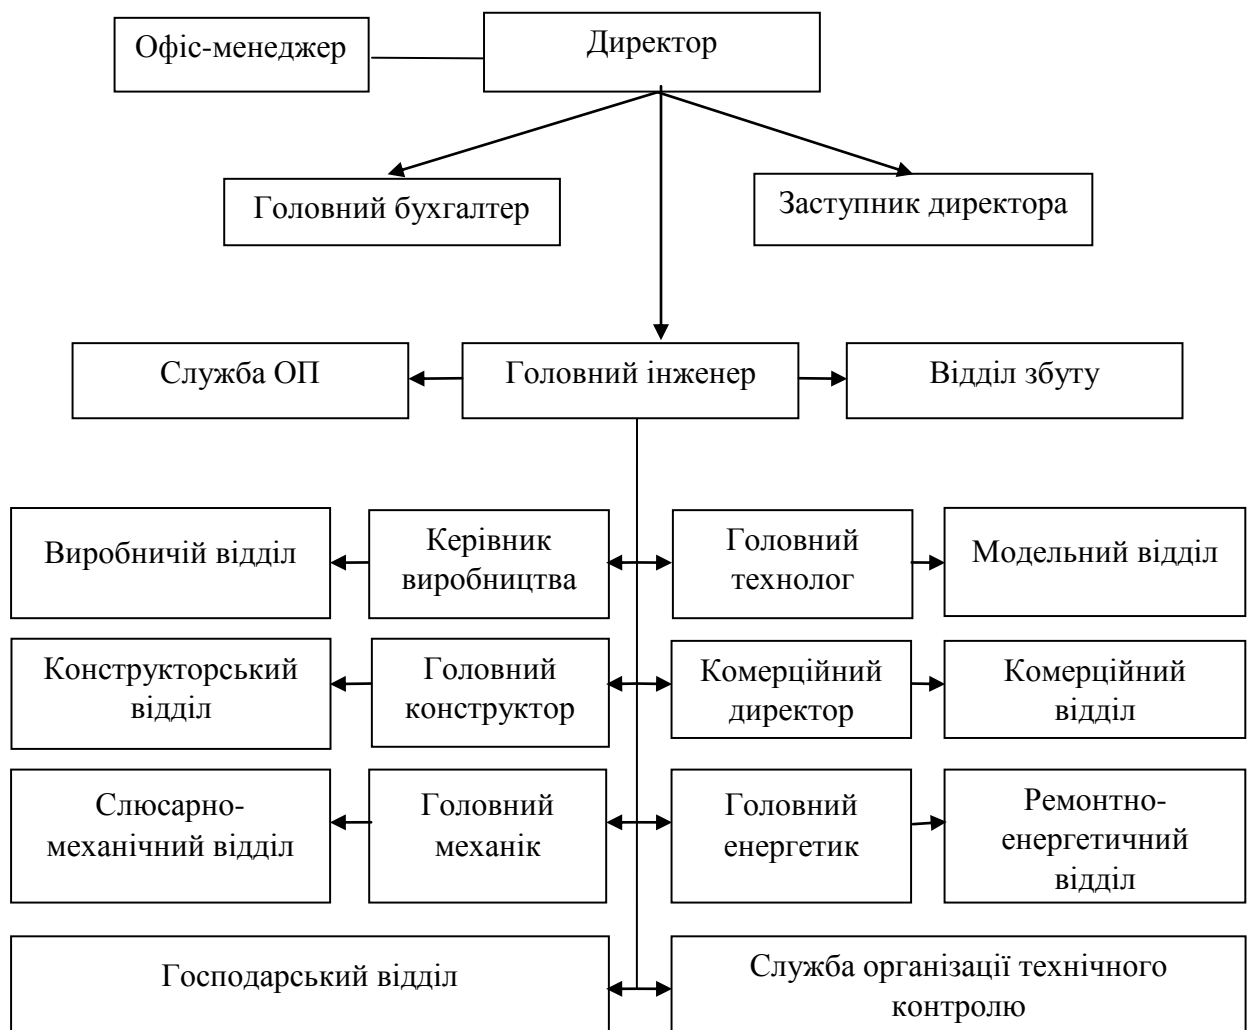 Офіс-менеджер
Директор
Головний бухгалтер
Заступник директора
Служба ОП
Головний інженер
Відділ збуту
Виробничій відділ
Керівник
виробництва
Головний
технолог
Модельний відділ
Конструкторський
відділ
Головний
конструктор
Комерційний
директор
Комерційний
відділ
Слюсарно-
механічний відділ
Головний
механік
Головний
енергетик
Ремонтно-
енергетичний
відділ
Господарський відділ
Служба організації технічного
контролю